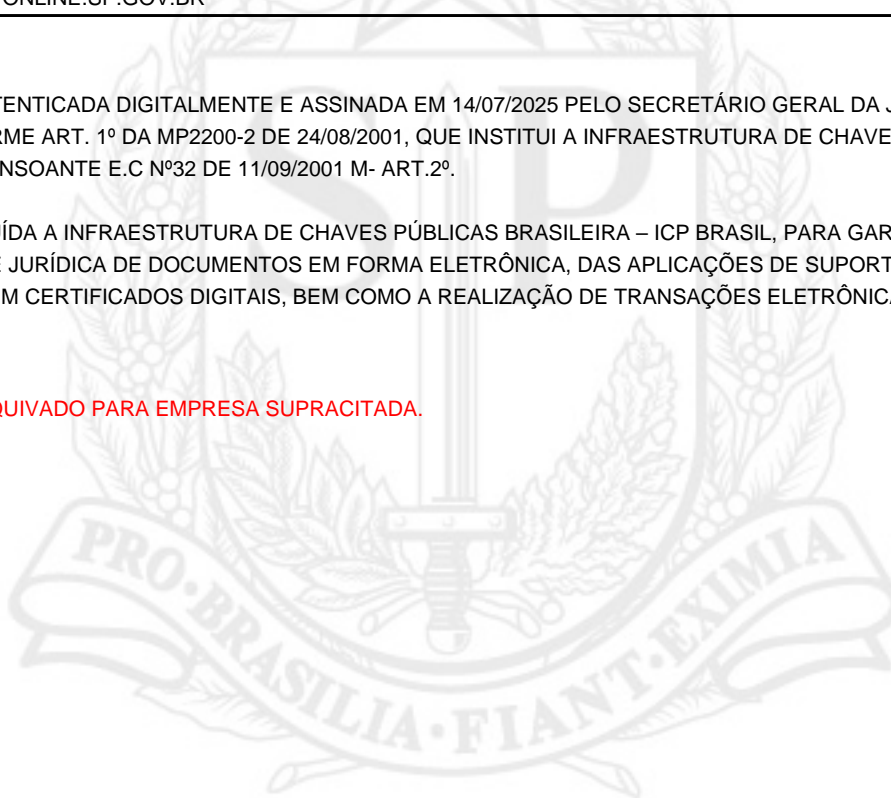 ONLINE.SP.GOV.BR
TENTICADA DIGITALMENTE E ASSINADA EM 14/07/2025 PELO SECRETÁRIO GERAL DA J
RME ART. 1º DA MP2200-2 DE 24/08/2001, QUE INSTITUI A INFRAESTRUTURA DE CHAVE
NSOANTE E.C Nº32 DE 11/09/2001 M- ART.2º.
ÍDA A INFRAESTRUTURA DE CHAVES PÚBLICAS BRASILEIRA – ICP BRASIL, PARA GAR
E JURÍDICA DE DOCUMENTOS EM FORMA ELETRÔNICA, DAS APLICAÇÕES DE SUPORT
M CERTIFICADOS DIGITAIS, BEM COMO A REALIZAÇÃO DE TRANSAÇÕES ELETRÔNICA
QUIVADO PARA EMPRESA SUPRACITADA.
SP
PRO·BRASILIA·FIANT·EXIMIA